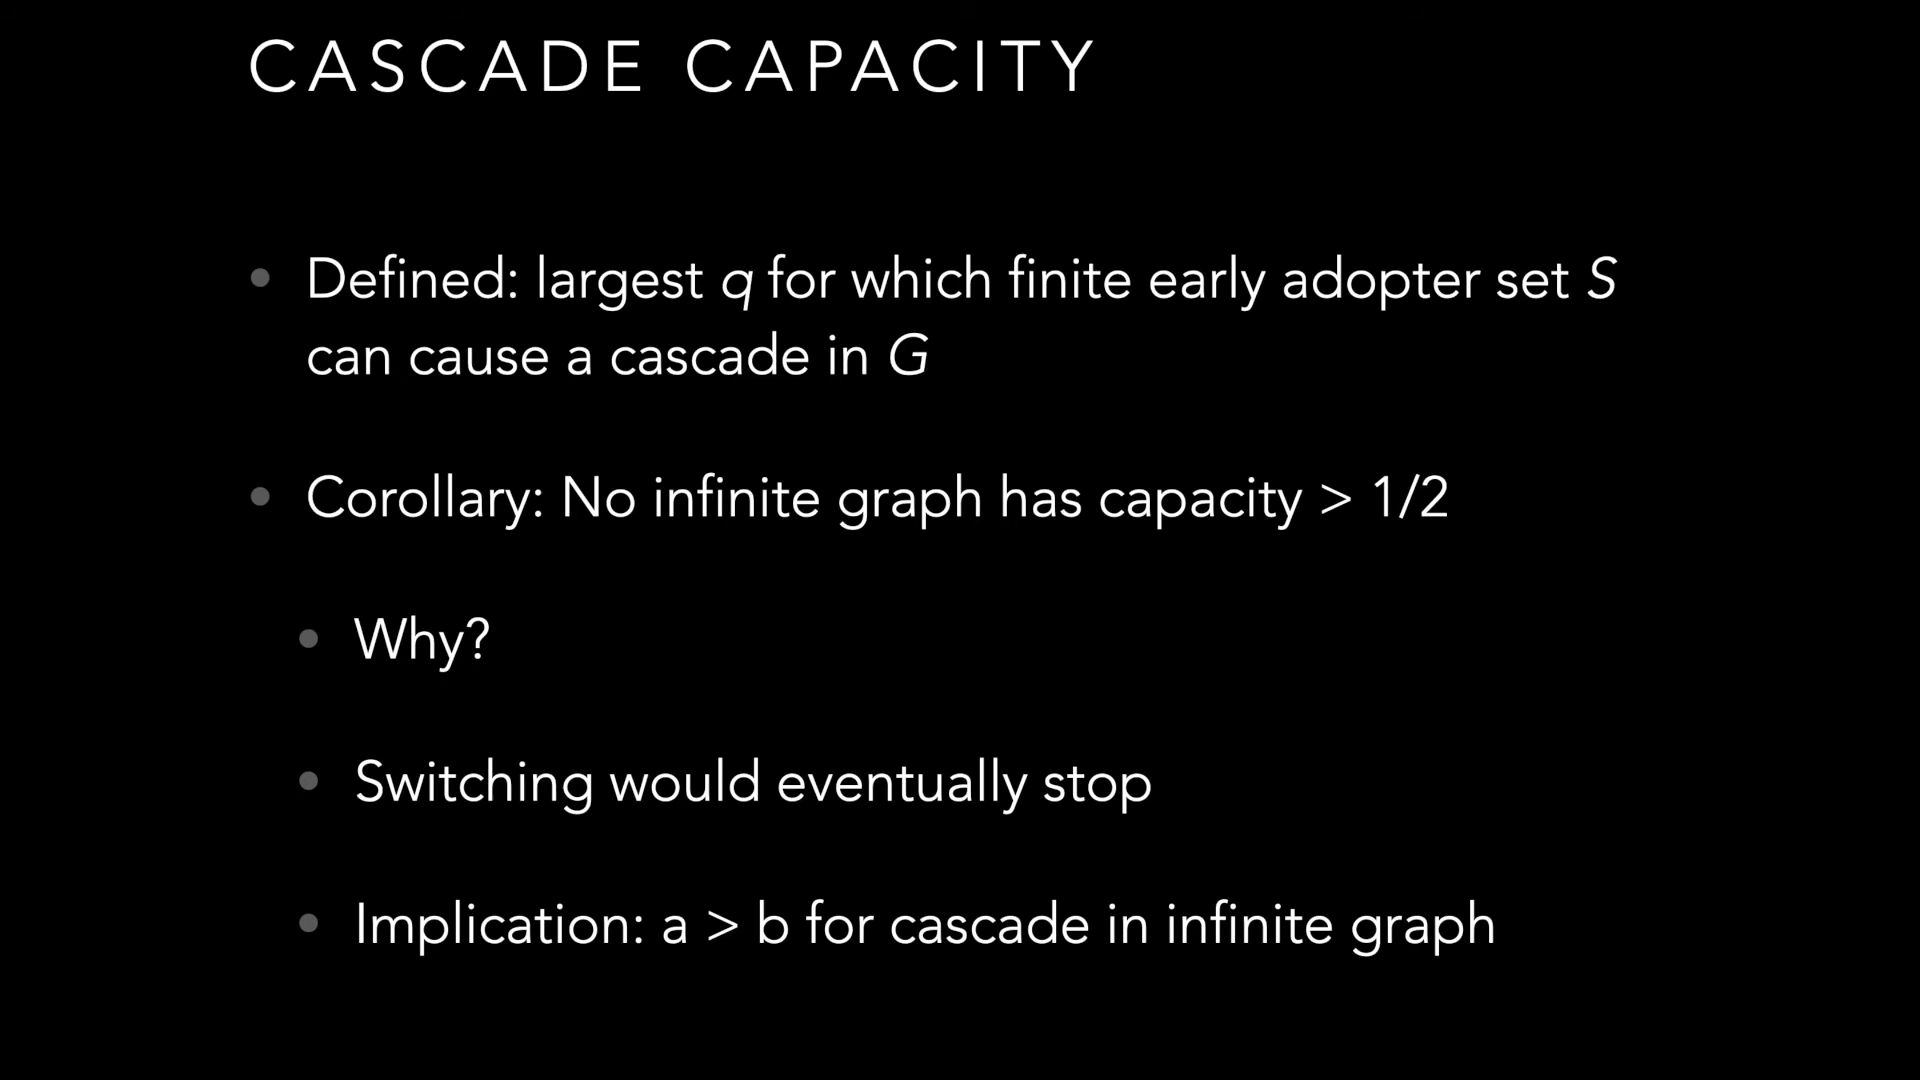 CASCADE CAPACITY
• Defined: largest q for which finite early adopter set S
can cause a cascade in G
• Corollary: No infinite graph has capacity > 1/2
• Why?
• Switching would eventually stop
• Implication: a > b for cascade in infinite graph